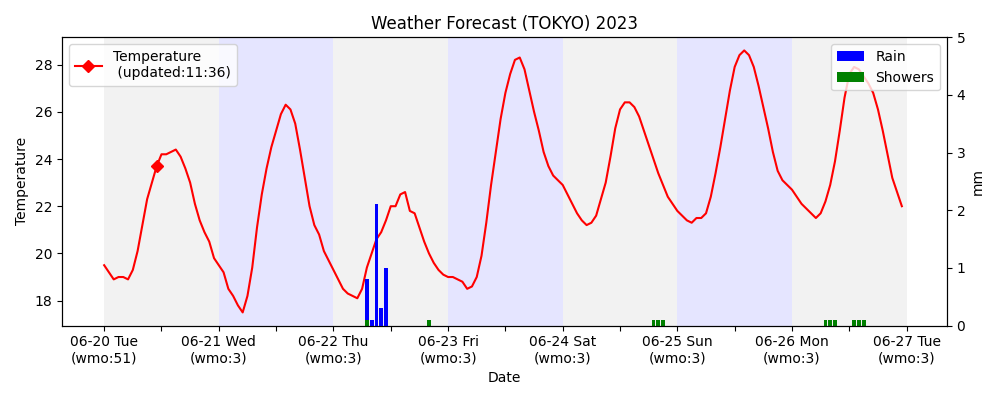 Weather Forecast (TOKYO) 2023
Temperature
(updated:11:36)
Rain
Showers
Temperature
28
26
24
22
20
18
5
4
3
2
1
0
mm
06-20 Tue
(wmo:51)
06-21 Wed
(wmo:3)
06-22 Thu
(wmo:3)
06-23 Fri
(wmo:3)
06-24 Sat
(wmo:3)
06-25 Sun
(wmo:3)
06-26 Mon
(wmo:3)
06-27 Tue
(wmo:3)
Date